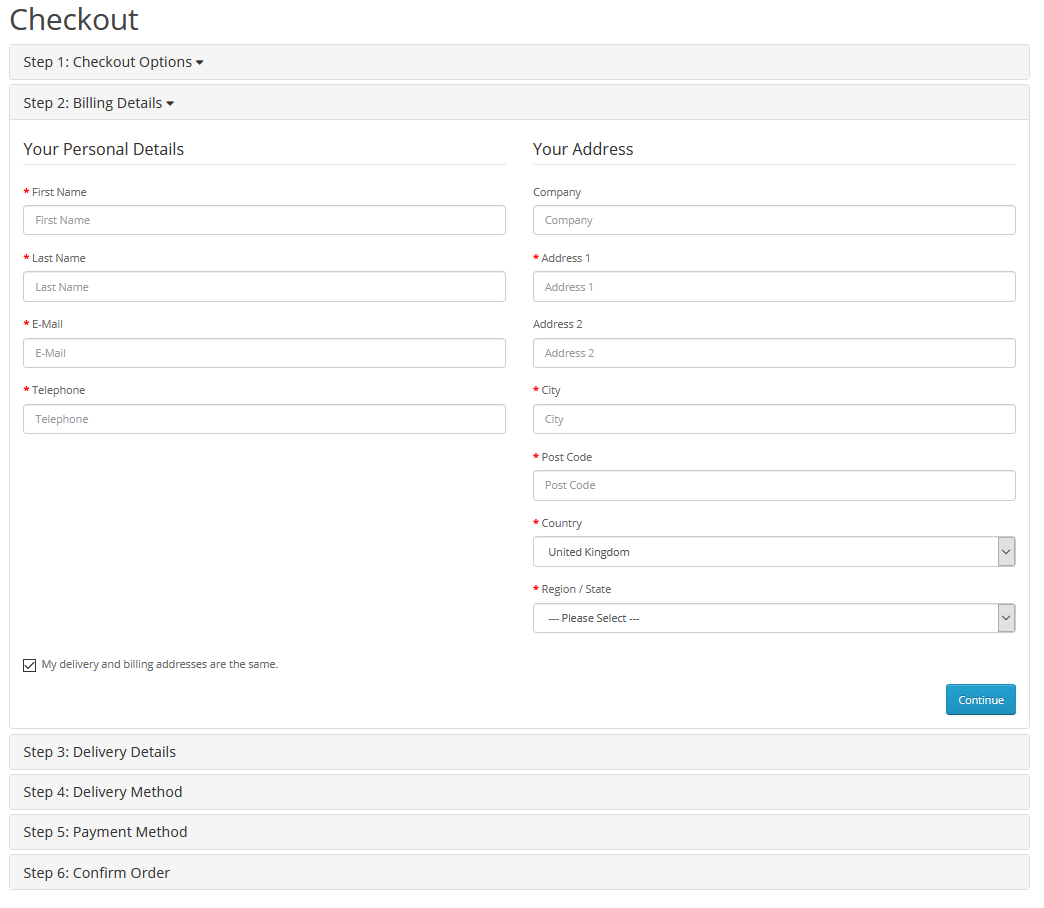 Checkout
Step 1: Checkout Options
Step 2: Billing Details
Your Personal Details
* First Name
First Name
* Last Name
Last Name
* E-Mail
E-Mail
* Telephone
Telephone
Your Address
Company
Company
* Address 1
Address 1
Address 2
Address 2
* City
City
* Post Code
Post Code
* Country
United Kingdom
* Region / State
--- Please Select ---
My delivery and billing addresses are the same.
Continue
Step 3: Delivery Details
Step 4: Delivery Method
Step 5: Payment Method
Step 6: Confirm Order